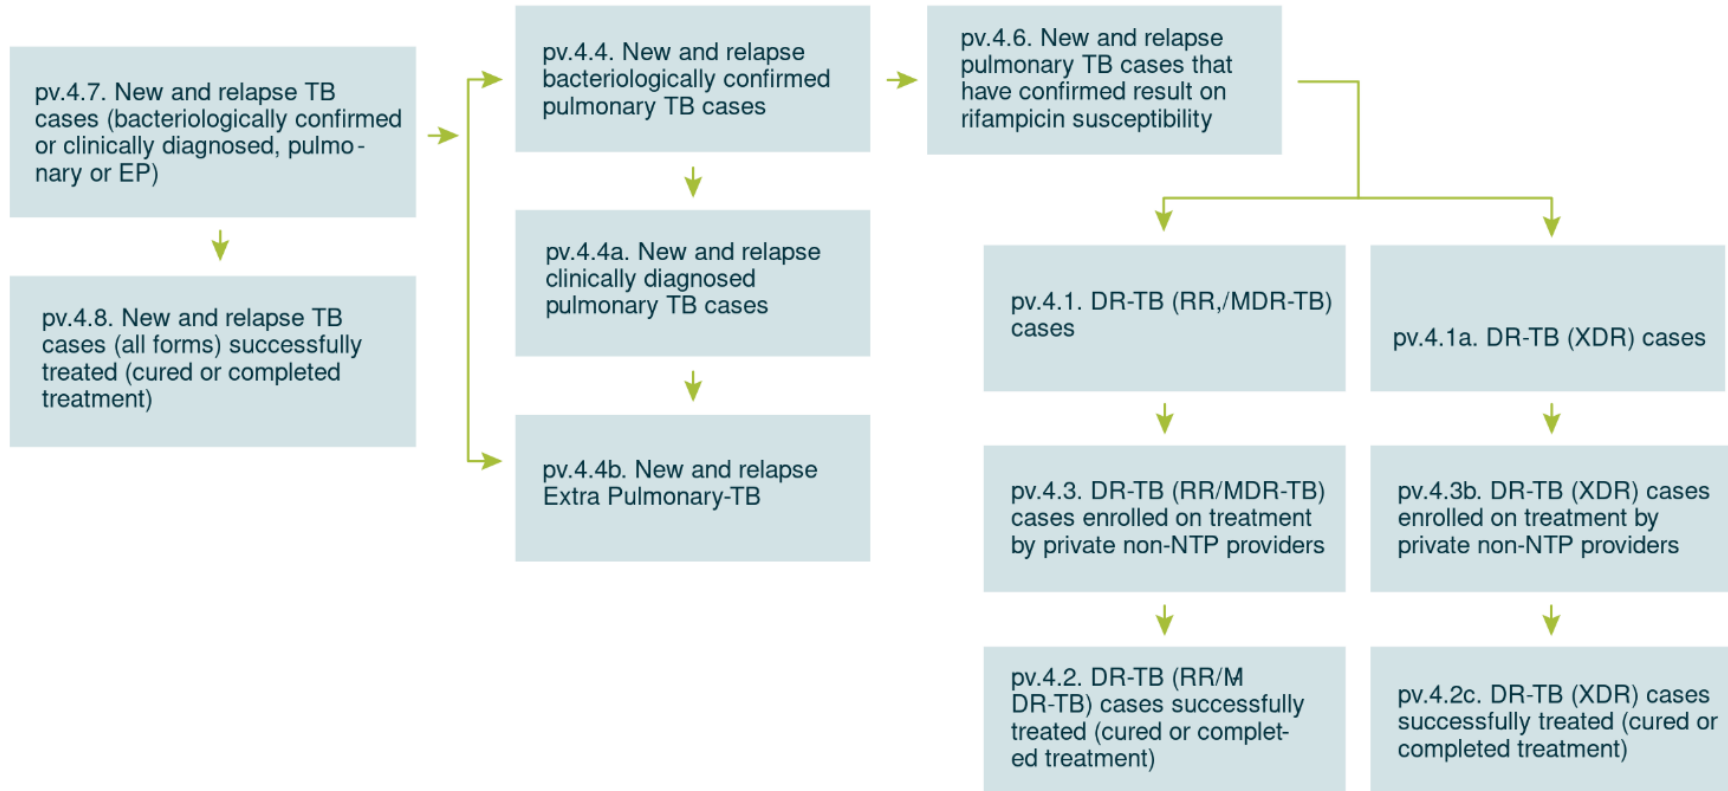 pv.4.7. New and relapse TB
cases (bacteriologically confirmed
or clinically diagnosed, pulmo-
nary or EP)
pv.4.8. New and relapse TB
cases (all forms) successfully
treated (cured or completed
treatment)
pv.4.4. New and relapse
bacteriologically confirmed
pulmonary TB cases
pv.4.4a. New and relapse
clinically diagnosed
pulmonary TB cases
pv.4.4b. New and relapse
Extra Pulmonary-TB
pv.4.6. New and relapse
pulmonary TB cases that
have confirmed result on
rifampicin susceptibility
pv.4.1. DR-TB (RR,/MDR-TB)
cases
pv.4.3. DR-TB (RR/MDR-TB)
cases enrolled on treatment
by private non-NTP providers
pv.4.2. DR-TB (RR/M
DR-TB) cases successfully
treated (cured or complet-
ed treatment)
pv.4.1a. DR-TB (XDR) cases
pv.4.3b. DR-TB (XDR) cases
enrolled on treatment by
private non-NTP providers
pv.4.2c. DR-TB (XDR) cases
successfully treated (cured or
completed treatment)